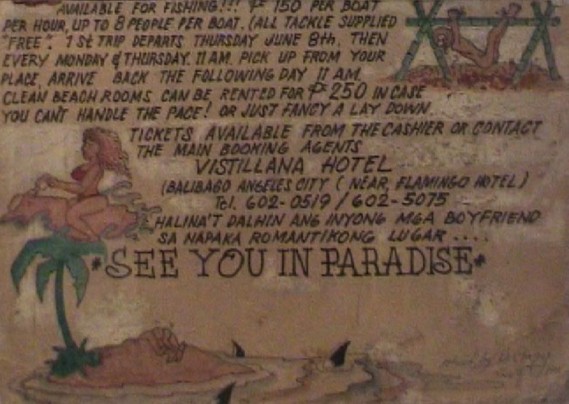 AVAILABLE FOR FISHING!!! ₱ 150 PER BOAT
PER HOUR, UP TO 8 PEOPLE PER BOAT. (ALL TACKLE SUPPLIED
"FREE". 1st TRIP DEPARTS THURSDAY JUNE 8th, THEN
EVERY MONDAY & THURSDAY. 11 AM. PICK UP FROM YOUR
PLACE, ARRIVE BACK THE FOLLOWING DAY 11 AM.
CLEAN BEACH ROOMS CAN BE RENTED FOR ₱ 250 IN CASE
YOU CAN'T HANDLE THE PACE! OR JUST FANCY A LAY DOWN.
TICKETS AVAILABLE FROM THE CASHIER OR CONTACT
THE MAIN BOOKING AGENTS
VISTILLANA HOTEL
(BALIBAGO ANGELES CITY (NEAR, FLAMINGO HOTEL)
Tel. 602-0519 / 602-5075
HALINA'T DALHIN ANG INYONG MGA BOYFRIEND
SA NAPAKA ROMANTIKONG LUGAR ....
*SEE YOU IN PARADISE*